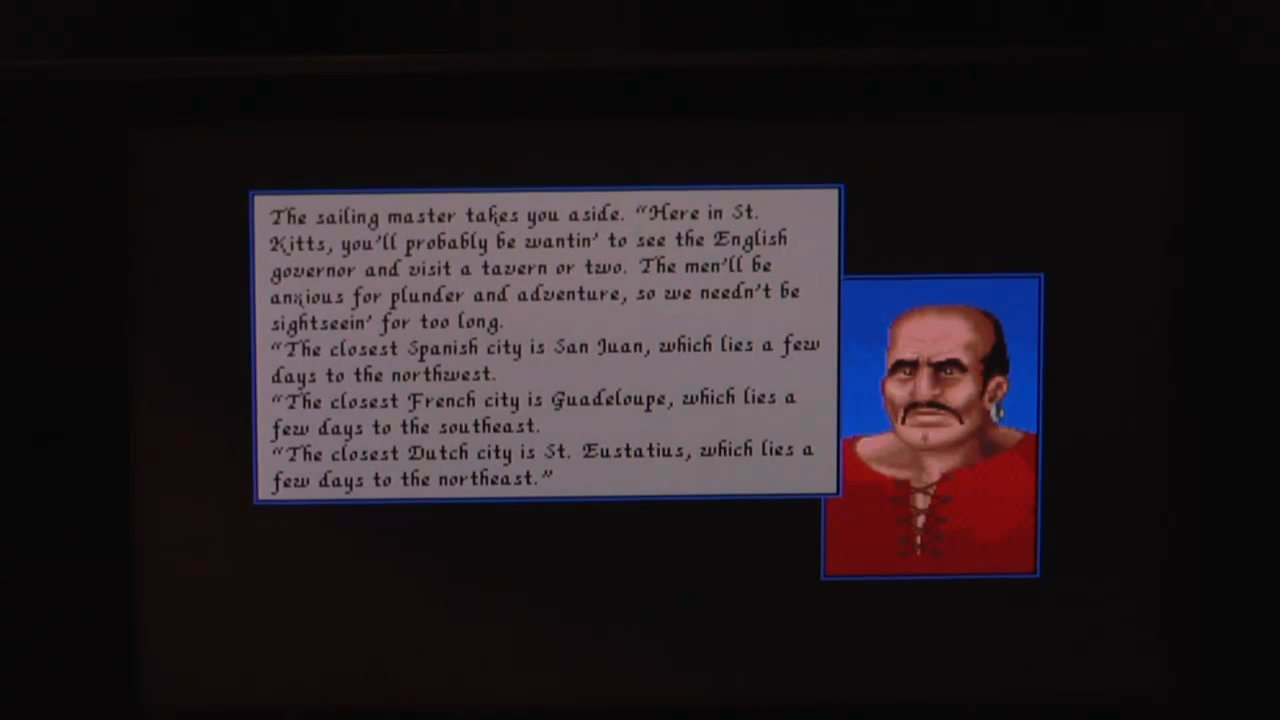 The sailing master takes you aside. "Here in St.
Kitts, you'll probably be wantin' to see the English
governor and visit a tavern or two. The men'll be
anxious for plunder and adventure, so we needn't be
sightseein' for too long.
"The closest Spanish city is San Juan, which lies a few
days to the northwest.
"The closest French city is Guadeloupe, which lies a
few days to the southeast.
"The closest Dutch city is St. Eustatius, which lies a
few days to the northeast."